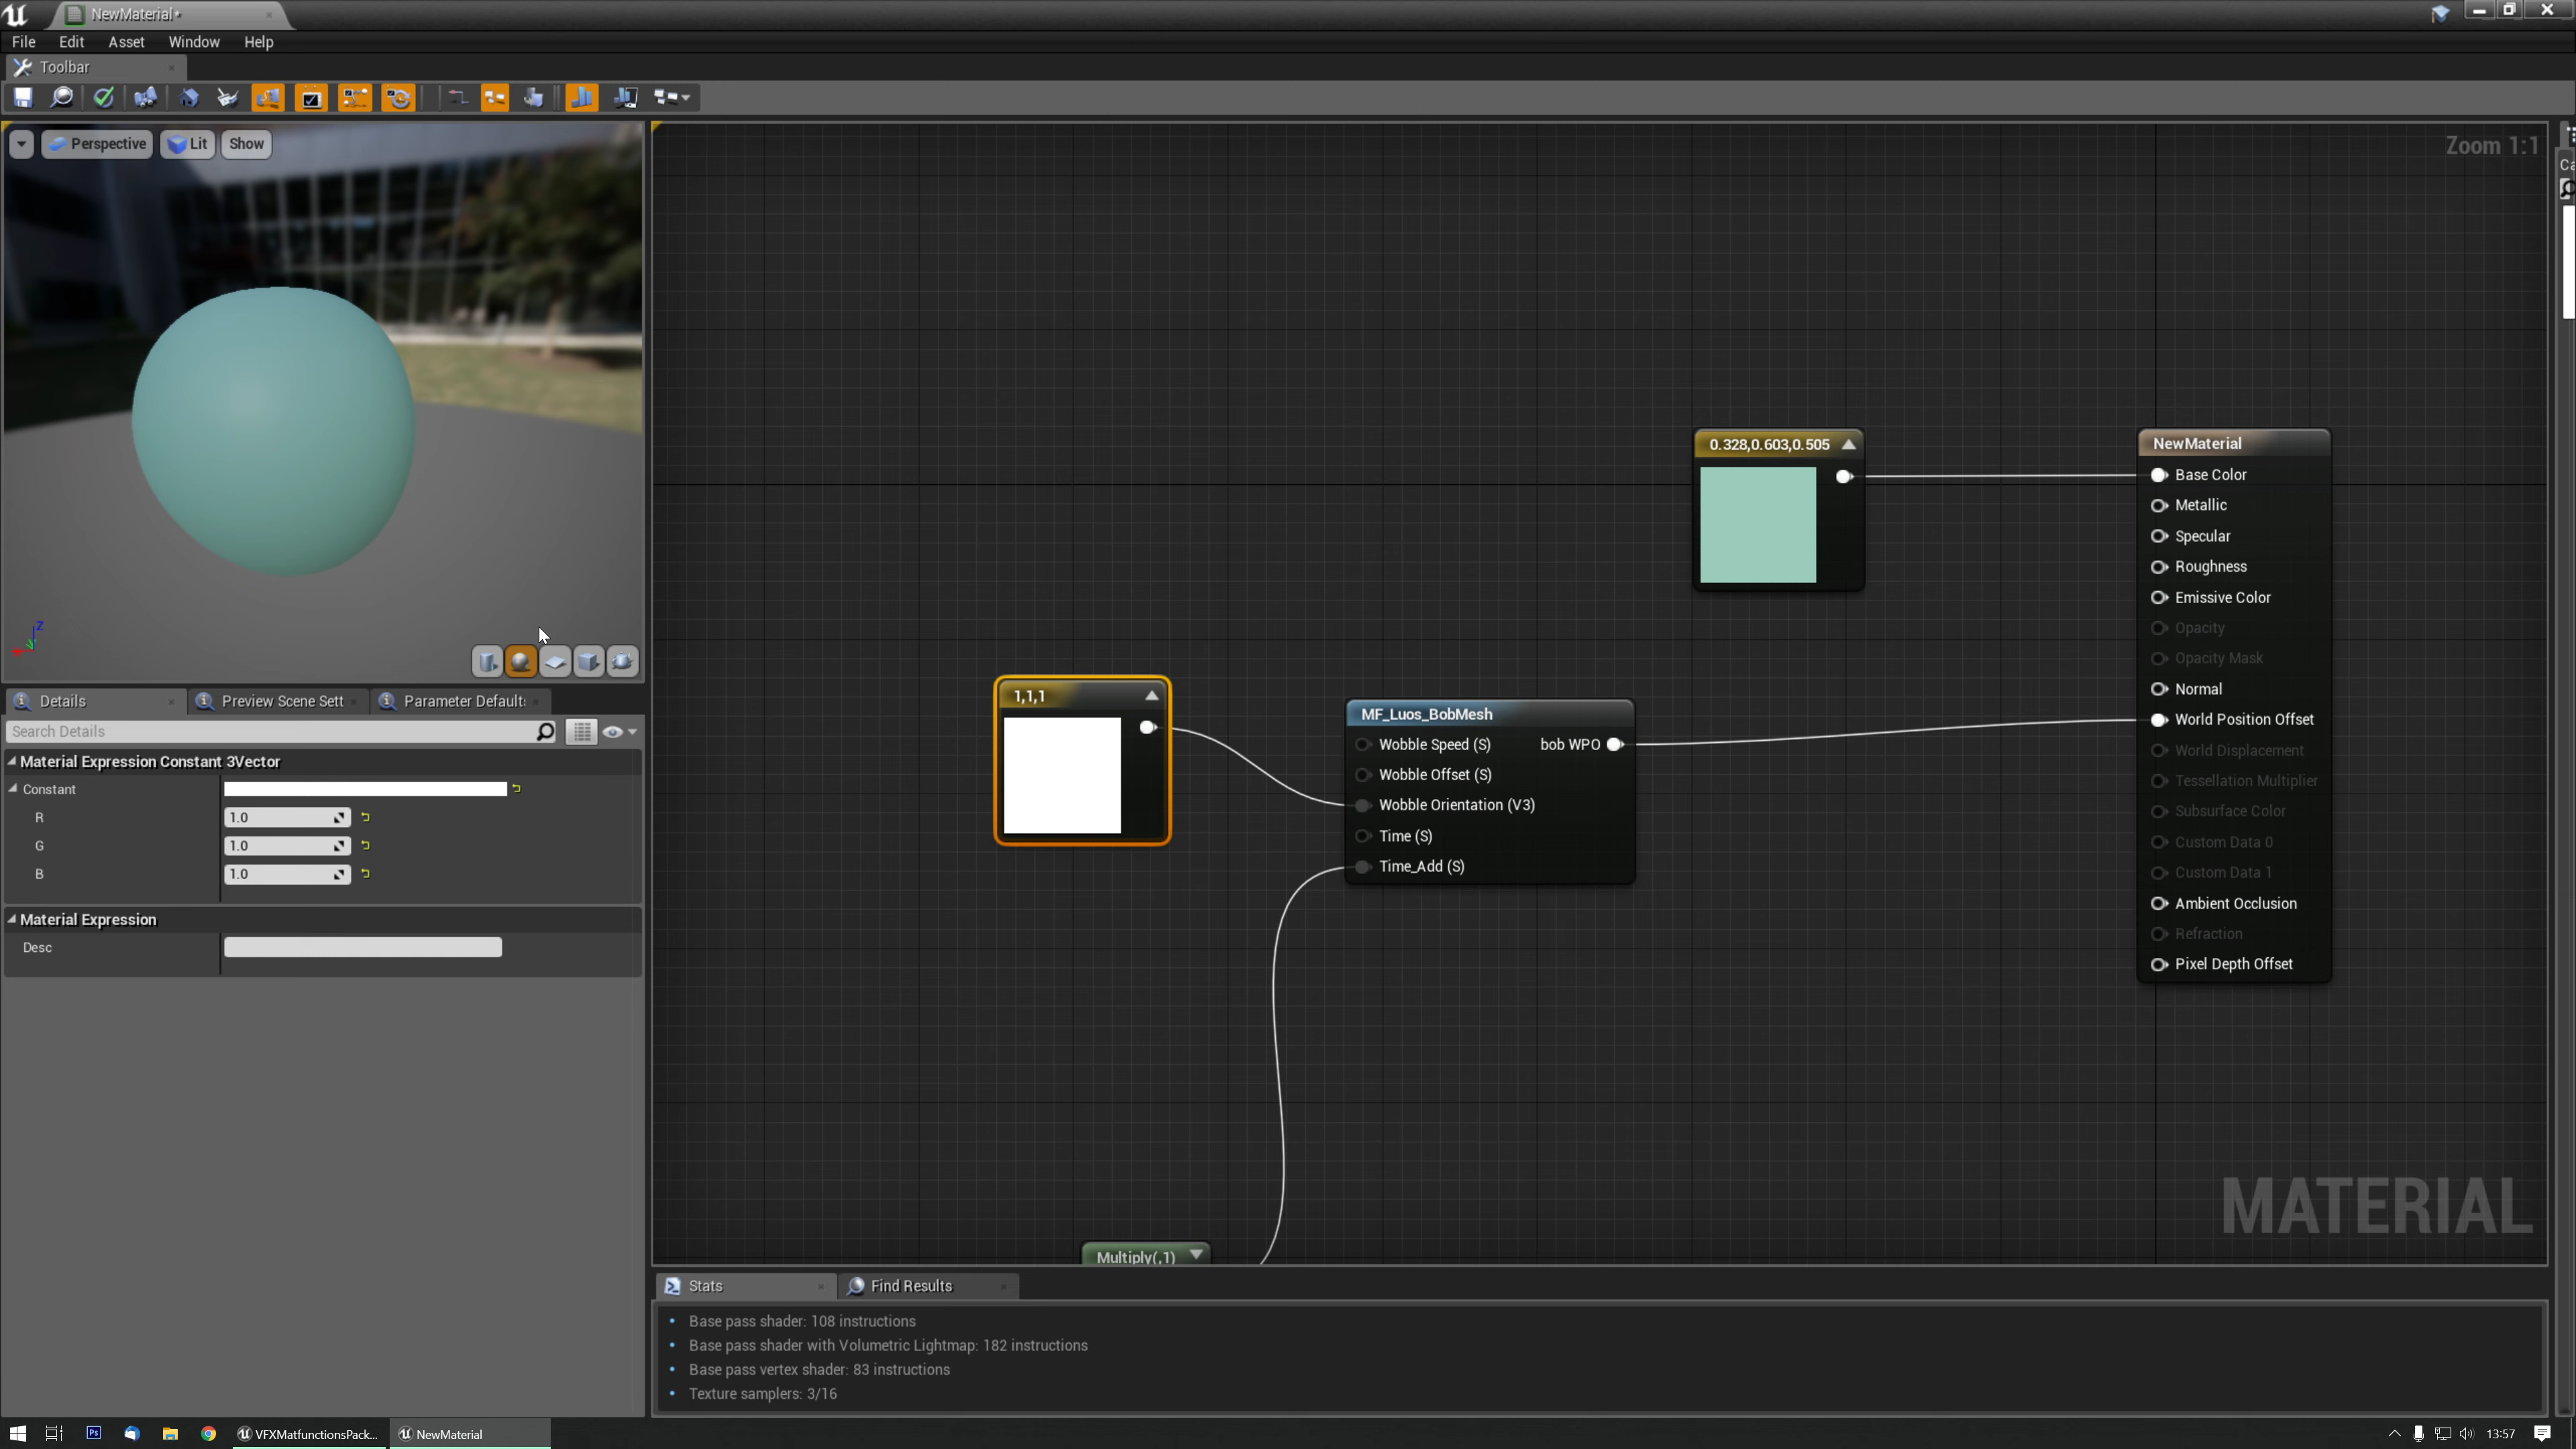 NewMaterial*
File Edit Asset Window Help
Toolbar
Perspective Lit Show
Zoom 1:1
Ca
0.328,0.603,0.505
NewMaterial
Base Color
Metallic
Specular
Roughness
Emissive Color
Opacity
Opacity Mask
Normal
World Position Offset
World Displacement
Tessellation Multiplier
Subsurface Color
Custom Data 0
Custom Data 1
Ambient Occlusion
Refraction
Pixel Depth Offset
1,1,1
MF_Luos_BobMesh
Wobble Speed (S) bob WPO
Wobble Offset (S)
Wobble Orientation (V3)
Time (S)
Time_Add (S)
Multiply(,1)
MATERIAL
Z
Details Preview Scene Sett Parameter Default
Search Details
Material Expression Constant 3Vector
Constant
R 1.0
G 1.0
B 1.0
Material Expression
Desc
Stats Find Results
Base pass shader: 108 instructions
Base pass shader with Volumetric Lightmap: 182 instructions
Base pass vertex shader: 83 instructions
Texture samplers: 3/16
Ps VFXMatfunctionsPack... NewMaterial 13:57